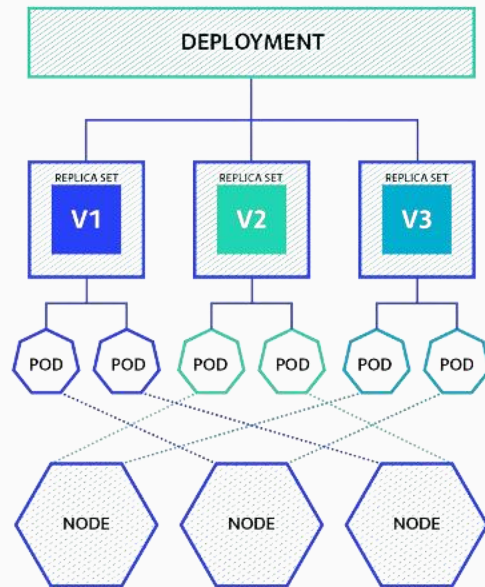 DEPLOYMENT
REPLICA SET
V1
REPLICA SET
V2
REPLICA SET
V3
POD
POD
POD
POD
POD
POD
NODE
NODE
NODE